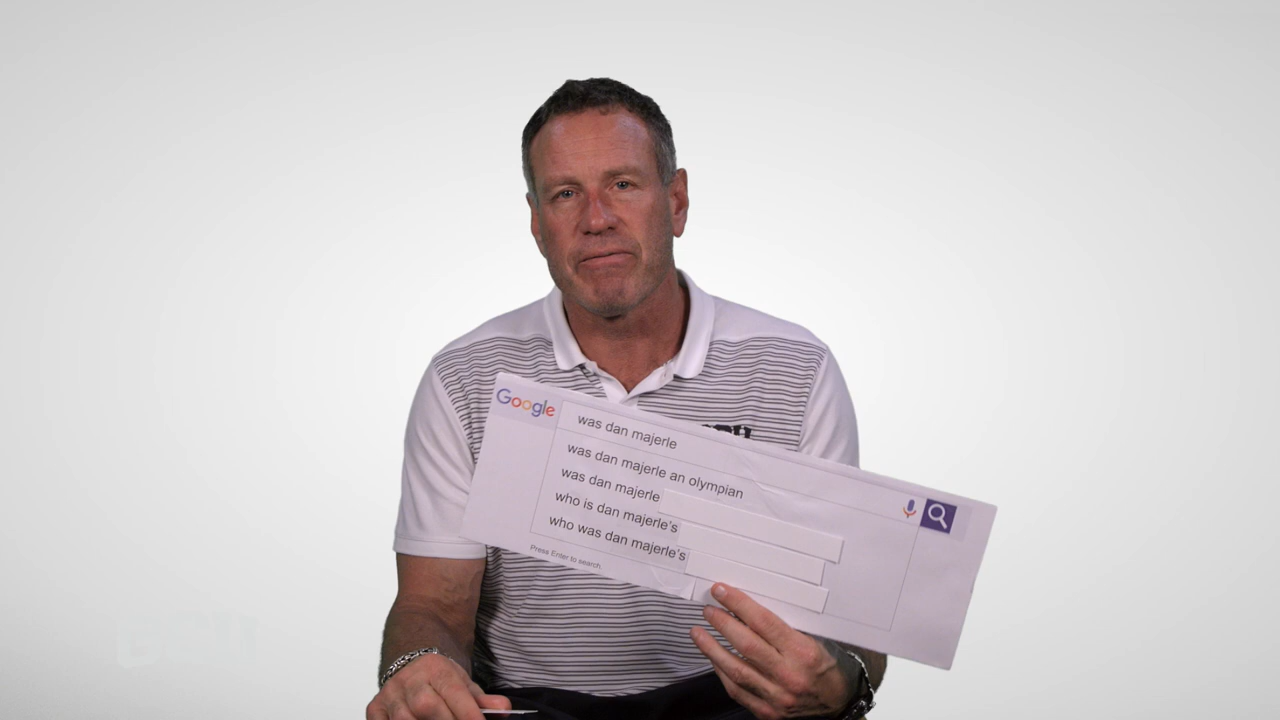 Google
was dan majerle
was dan majerle an olympian
was dan majerle
who is dan majerle's
who was dan majerle's
Press Enter to search.
GCU